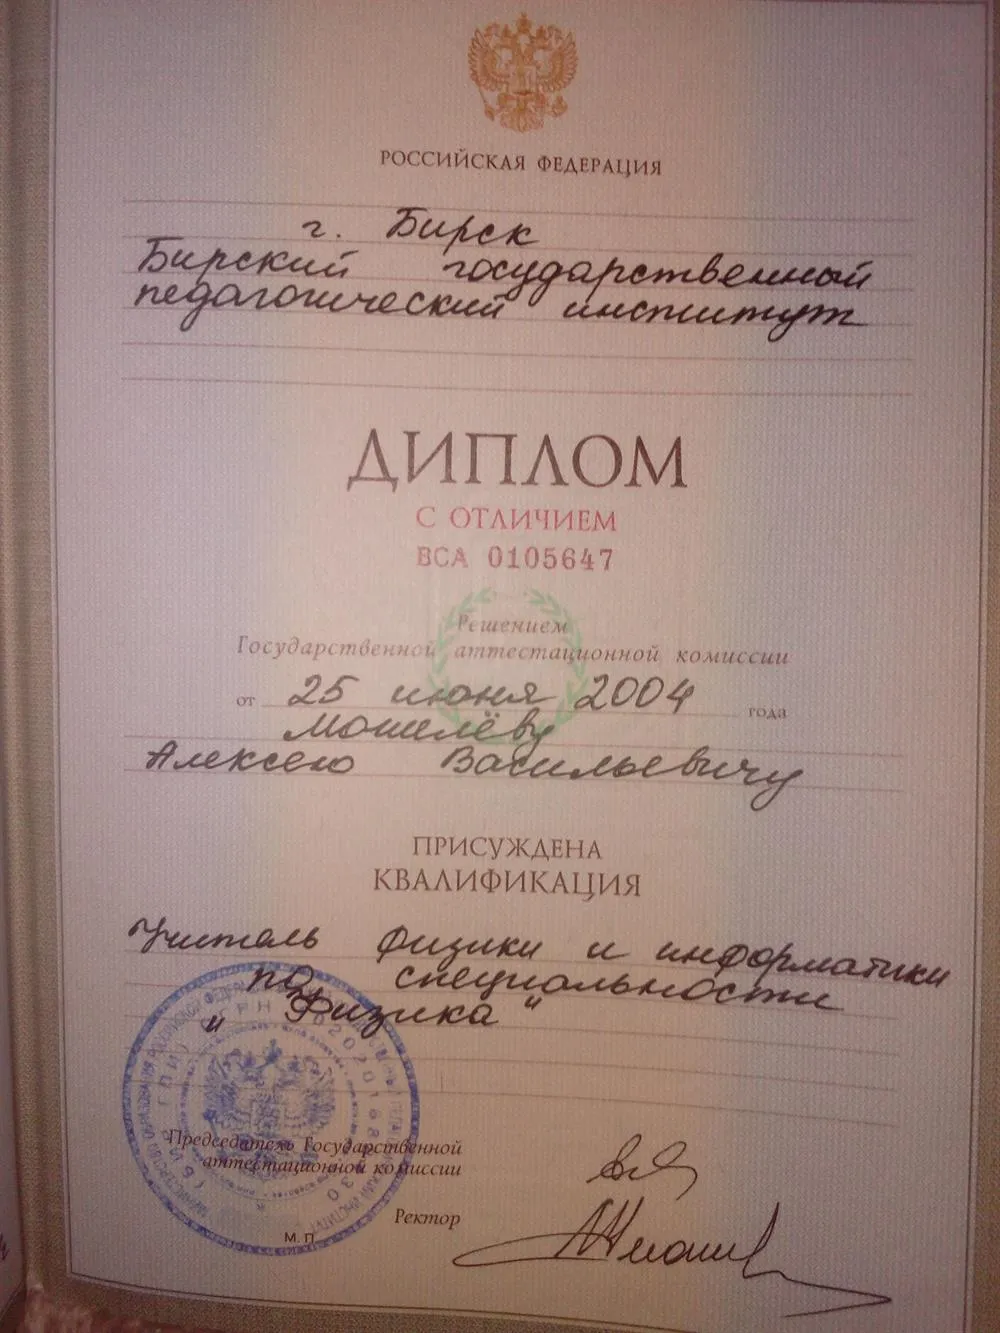 РОССИЙСКАЯ ФЕДЕРАЦИЯ
г. Бирск
Бирский государственный
педагогический институт
ДИПЛОМ
С ОТЛИЧИЕМ
ВСА 0105647
Решением
Государственной аттестационной комиссии
от 25 июня 2004 года
Мошелёву
Алексею Васильевичу
ПРИСУЖДЕНА
КВАЛИФИКАЦИЯ
Учитель физики и информатики
по специальности
"Физика"
Председатель Государственной
аттестационной комиссии
Ректор
М. П.